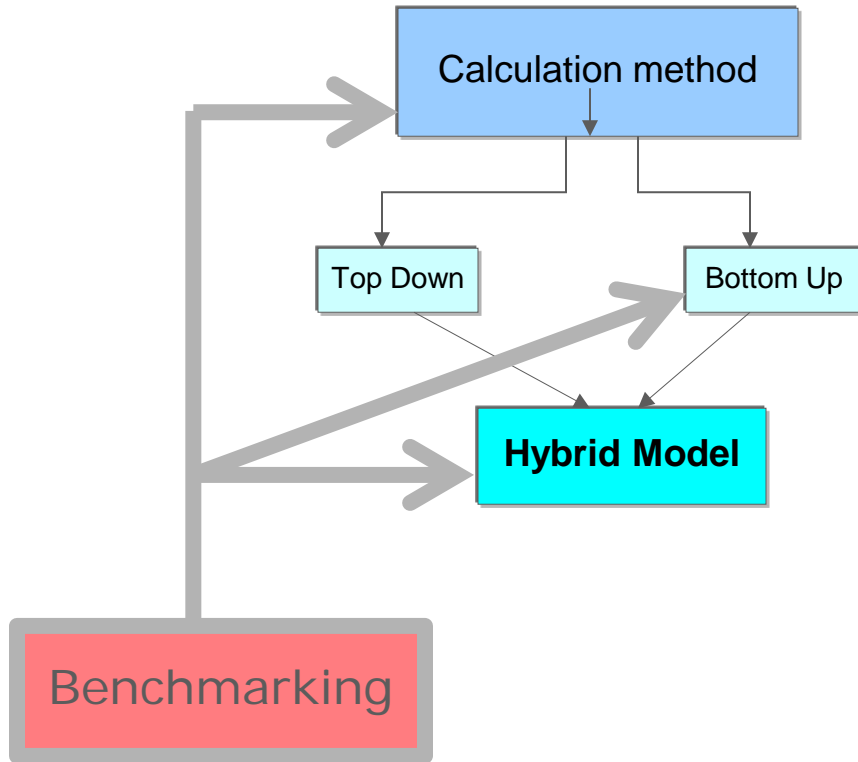 Calculation method
Top Down
Bottom Up
Hybrid Model
Benchmarking